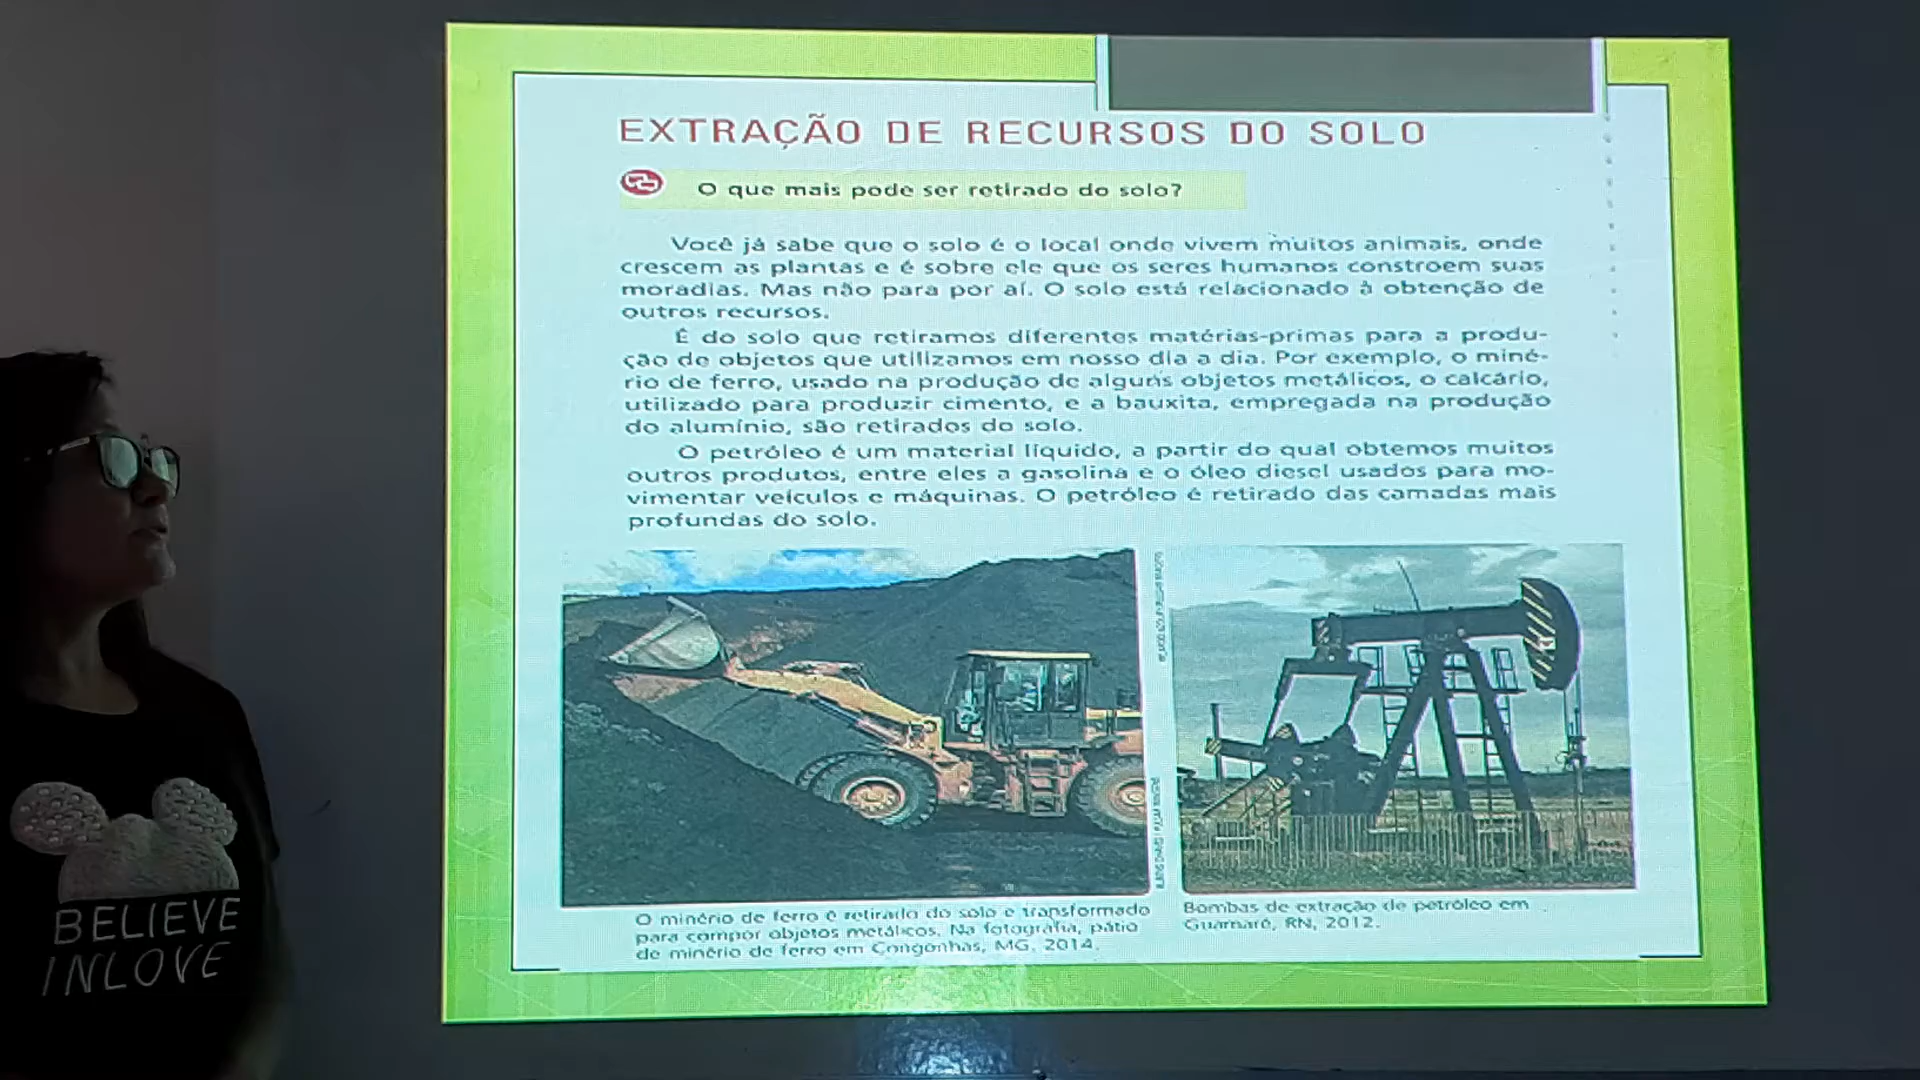 EXTRAÇÃO DE RECURSOS DO SOLO
O que mais pode ser retirado do solo?
Você já sabe que o solo é o local onde vivem muitos animais, onde
crescem as plantas e é sobre ele que os seres humanos constroem suas
moradias. Mas não para por aí. O solo está relacionado à obtenção de
outros recursos.
É do solo que retiramos diferentes matérias-primas para a produ-
ção de objetos que utilizamos em nosso dia a dia. Por exemplo, o miné-
rio de ferro, usado na produção de alguns objetos metálicos, o calcário,
utilizado para produzir cimento, e a bauxita, empregada na produção
do alumínio, são retirados do solo.
O petróleo é um material líquido, a partir do qual obtemos muitos
outros produtos, entre eles a gasolina e o óleo diesel usados para mo-
vimentar veículos e máquinas. O petróleo é retirado das camadas mais
profundas do solo.
O minério de ferro é retirado do solo e transformado
para compor objetos metálicos. Na fotografia, pátio
de minério de ferro em Congonhas, MG, 2014.
Bombas de extração de petróleo em
Guamaré, RN, 2012.
BELIEVE
INLOVE